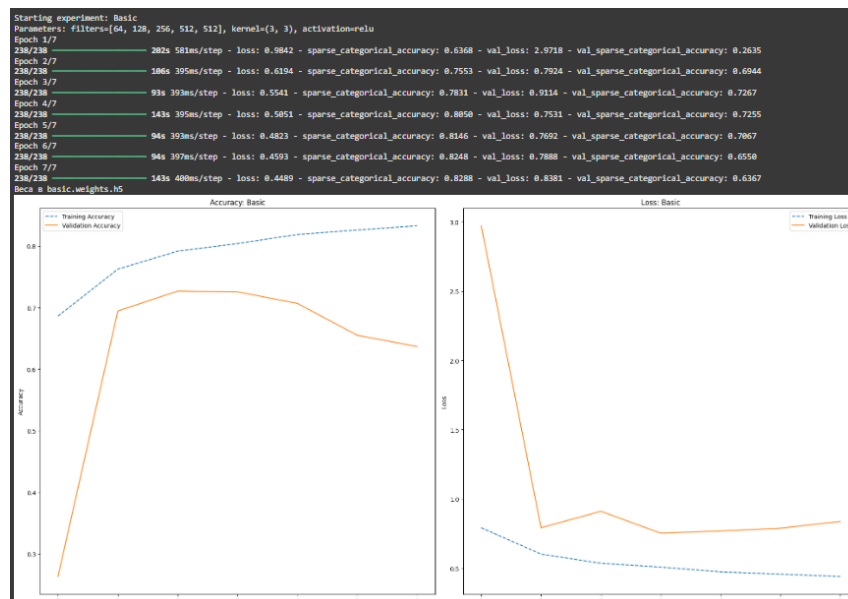 Starting experiment: Basic
Parameters: filters=[64, 128, 256, 512, 512], kernel=(3, 3), activation=relu
Epoch 1/7
238/238 ━━━━━━━━━━━━━━━━━━━━ 202s 581ms/step - loss: 0.9842 - sparse_categorical_accuracy: 0.6368 - val_loss: 2.9718 - val_sparse_categorical_accuracy: 0.2635
Epoch 2/7
238/238 ━━━━━━━━━━━━━━━━━━━━ 106s 395ms/step - loss: 0.6194 - sparse_categorical_accuracy: 0.7553 - val_loss: 0.7924 - val_sparse_categorical_accuracy: 0.6944
Epoch 3/7
238/238 ━━━━━━━━━━━━━━━━━━━━ 93s 393ms/step - loss: 0.5541 - sparse_categorical_accuracy: 0.7831 - val_loss: 0.9114 - val_sparse_categorical_accuracy: 0.7267
Epoch 4/7
238/238 ━━━━━━━━━━━━━━━━━━━━ 143s 395ms/step - loss: 0.5051 - sparse_categorical_accuracy: 0.8050 - val_loss: 0.7531 - val_sparse_categorical_accuracy: 0.7255
Epoch 5/7
238/238 ━━━━━━━━━━━━━━━━━━━━ 94s 393ms/step - loss: 0.4823 - sparse_categorical_accuracy: 0.8146 - val_loss: 0.7692 - val_sparse_categorical_accuracy: 0.7067
Epoch 6/7
238/238 ━━━━━━━━━━━━━━━━━━━━ 94s 397ms/step - loss: 0.4593 - sparse_categorical_accuracy: 0.8248 - val_loss: 0.7888 - val_sparse_categorical_accuracy: 0.6550
Epoch 7/7
238/238 ━━━━━━━━━━━━━━━━━━━━ 143s 400ms/step - loss: 0.4489 - sparse_categorical_accuracy: 0.8288 - val_loss: 0.8381 - val_sparse_categorical_accuracy: 0.6367
Веса в basic.weights.h5
Accuracy: Basic
Training Accuracy
Validation Accuracy
0.8
0.7
0.6
0.5
0.4
0.3
Accuracy
Loss: Basic
Training Loss
Validation Loss
3.0
2.5
2.0
1.5
1.0
0.5
Loss